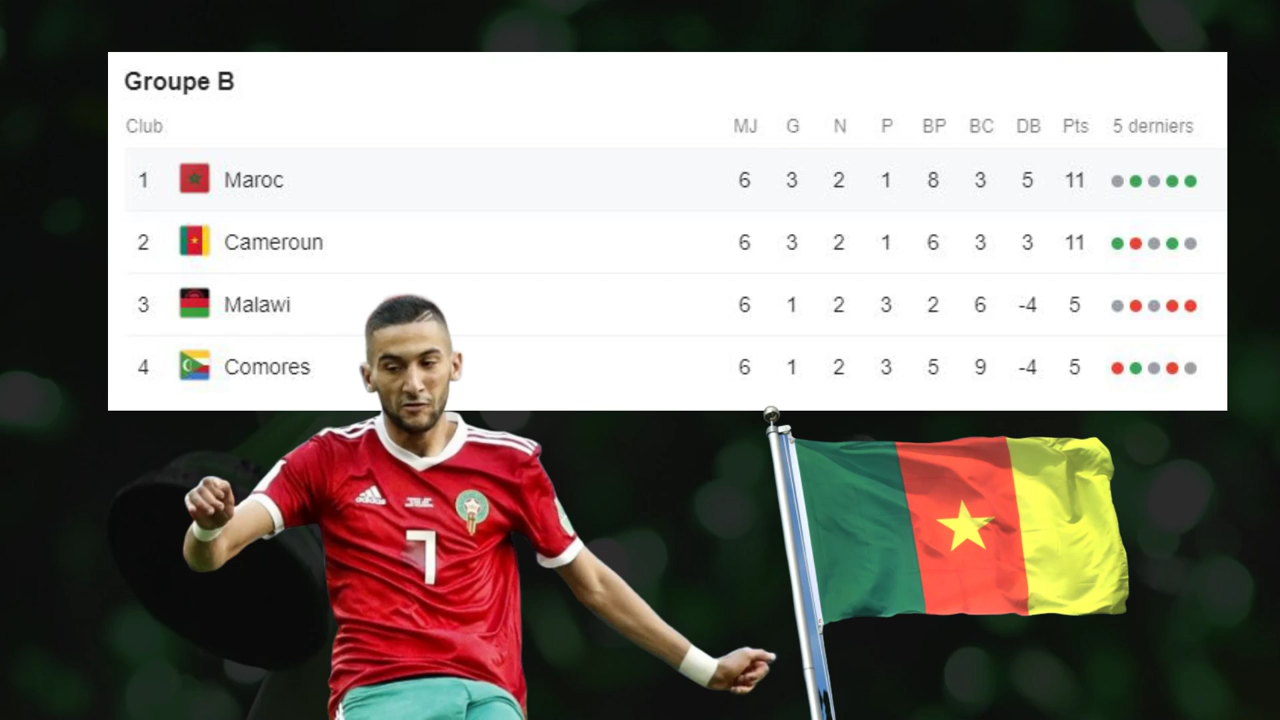 Groupe B
Club MJ G N P BP BC DB Pts 5 derniers
1 Maroc 6 3 2 1 8 3 5 11
2 Cameroun 6 3 2 1 6 3 3 11
3 Malawi 6 1 2 3 2 6 -4 5
4 Comores 6 1 2 3 5 9 -4 5
7